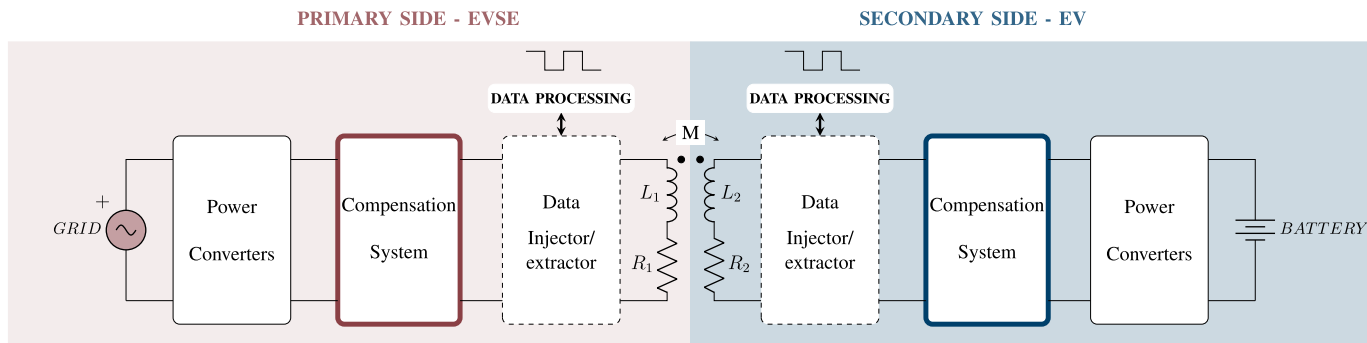 PRIMARY SIDE - EVSE
SECONDARY SIDE - EV
DATA PROCESSING
DATA PROCESSING
M
+
GRID
Power
Converters
Compensation
System
Data
Injector/
extractor
L1
R1
L2
R2
Data
Injector/
extractor
Compensation
System
Power
Converters
BATTERY